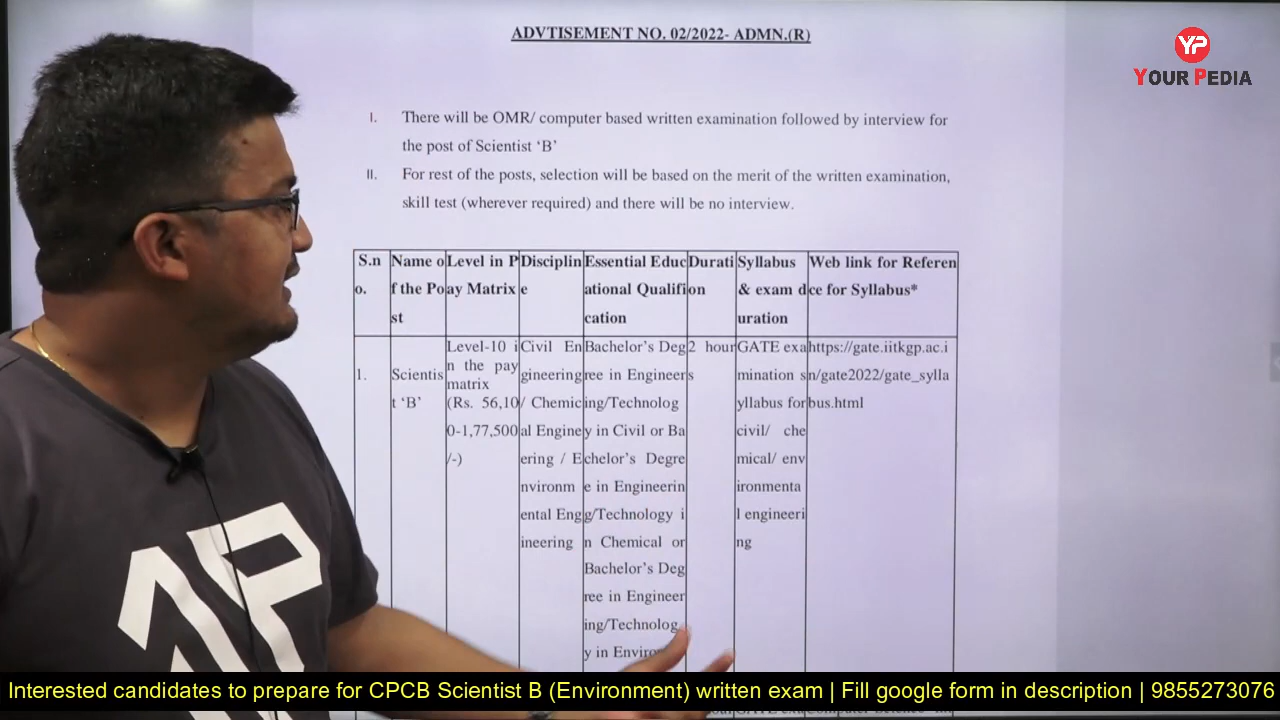 ADVTISEMENT NO. 02/2022- ADMN.(R)
YP
YOUR PEDIA
I. There will be OMR/ computer based written examination followed by interview for
the post of Scientist ‘B’
II. For rest of the posts, selection will be based on the merit of the written examination,
skill test (wherever required) and there will be no interview.
S.n
o.
Name o
f the Po
st
Level in P
ay Matrix
Disciplin
e
Essential Educ
ational Qualifi
cation
Durati
on
Syllabus
& exam d
uration
Web link for Referen
ce for Syllabus*
1.
Scientis
t ‘B’
Level-10 i
n the pay
matrix
(Rs. 56,10
0-1,77,500
/-)
Civil En
gineering
/ Chemic
al Engine
ering / E
nvironm
ental Eng
ineering
Bachelor’s Deg
ree in Engineer
ing/Technolog
y in Civil or Ba
chelor’s Degre
e in Engineerin
g/Technology i
n Chemical or
Bachelor’s Deg
ree in Engineer
ing/Technolog
y in Enviro
2 hour
s
GATE exa
mination s
yllabus for
civil/ che
mical/ env
ironmenta
l engineeri
ng
https://gate.iitkgp.ac.i
n/gate2022/gate_sylla
bus.html
YP
Interested candidates to prepare for CPCB Scientist B (Environment) written exam | Fill google form in description | 9855273076